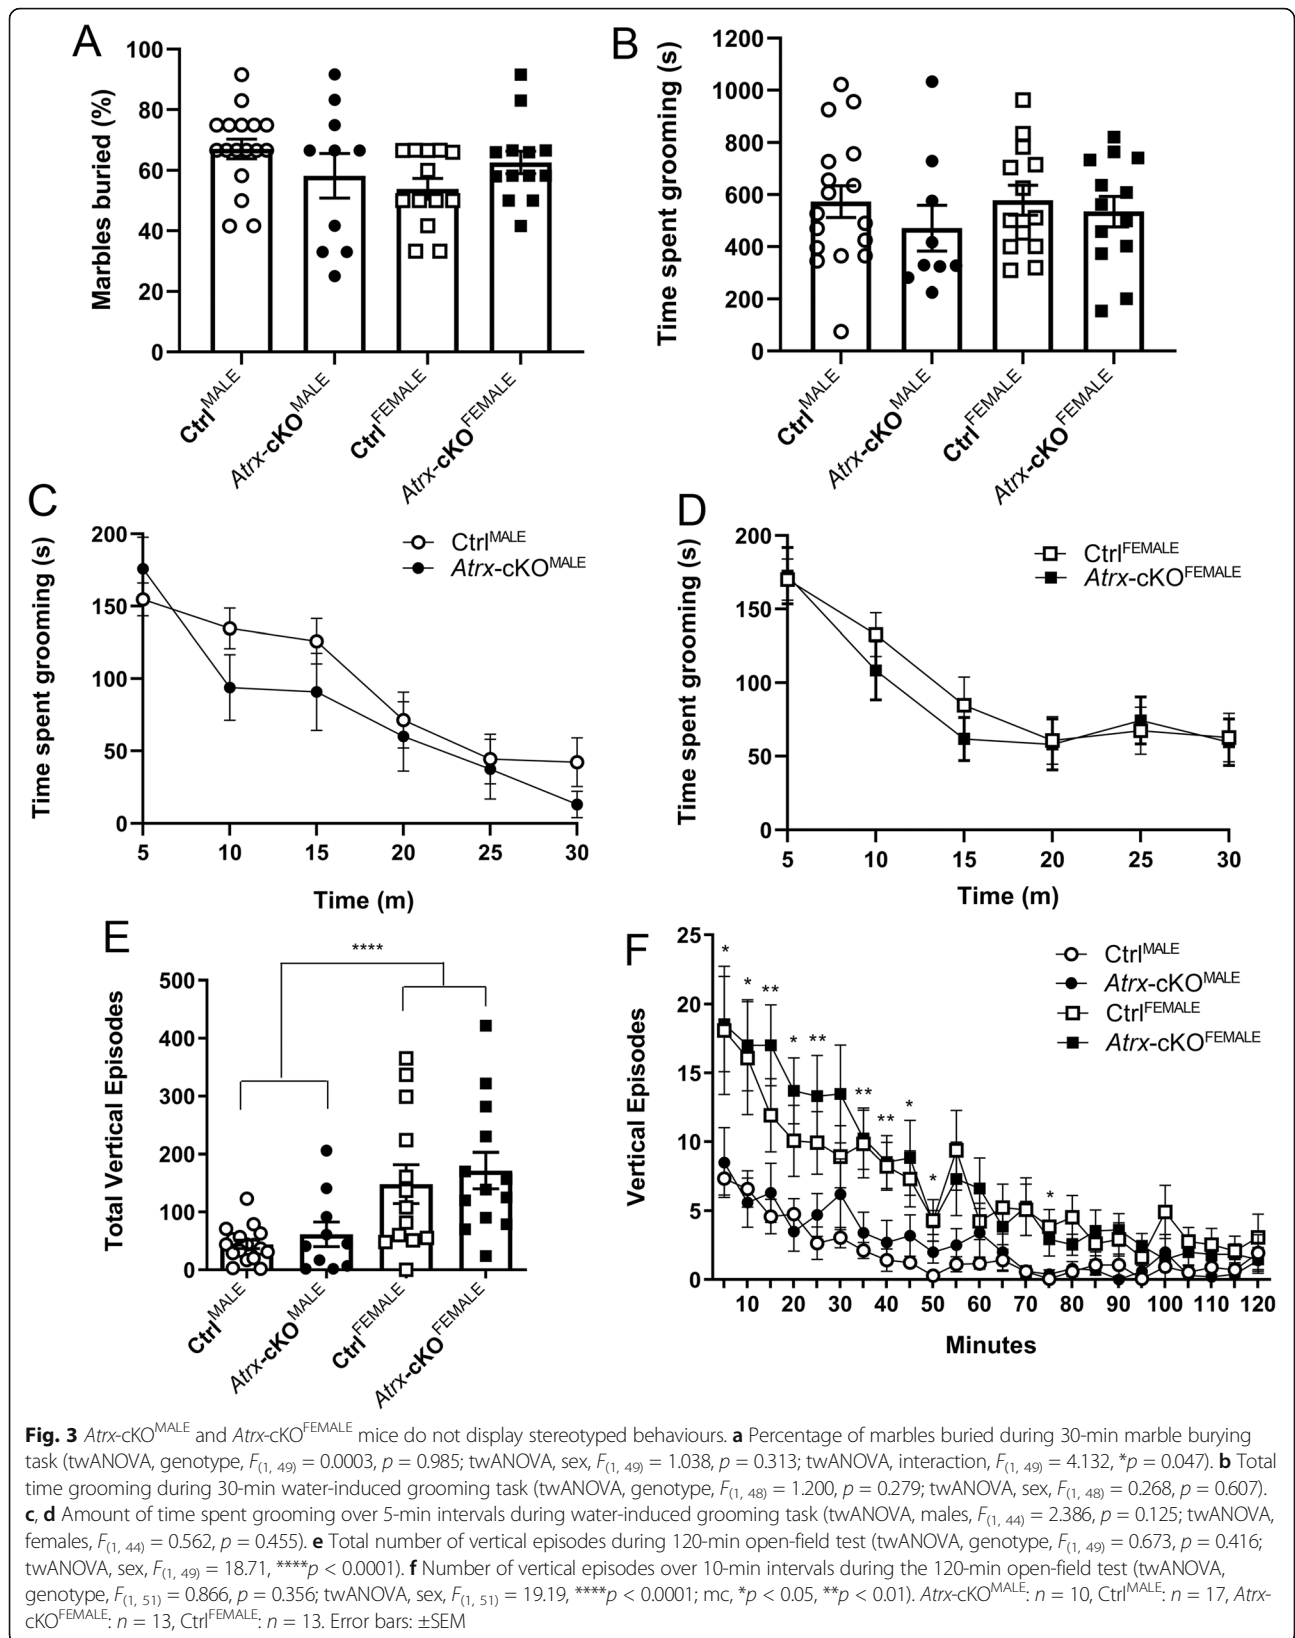 A
B
Marbles buried (%)
100
80
60
40
20
0
Ctrl^MALE
Atrx-cKO^MALE
Ctrl^FEMALE
Atrx-cKO^FEMALE
Time spent grooming (s)
1200
1000
800
600
400
200
0
Ctrl^MALE
Atrx-cKO^MALE
Ctrl^FEMALE
Atrx-cKO^FEMALE
C
Time spent grooming (s)
200
150
100
50
0
Ctrl^MALE
Atrx-cKO^MALE
5 10 15 20 25 30
Time (m)
D
Time spent grooming (s)
200
150
100
50
0
Ctrl^FEMALE
Atrx-cKO^FEMALE
5 10 15 20 25 30
Time (m)
E
****
Total Vertical Episodes
500
400
300
200
100
0
Ctrl^MALE
Atrx-cKO^MALE
Ctrl^FEMALE
Atrx-cKO^FEMALE
F
Vertical Episodes
25
20
15
10
5
0
* * ** * ** ** ** * * *
Ctrl^MALE
Atrx-cKO^MALE
Ctrl^FEMALE
Atrx-cKO^FEMALE
10 20 30 40 50 60 70 80 90 100 110 120
Minutes
Fig. 3 Atrx-cKO^MALE and Atrx-cKO^FEMALE mice do not display stereotyped behaviours. a Percentage of marbles buried during 30-min marble burying
task (twANOVA, genotype, F(1, 49) = 0.0003, p = 0.985; twANOVA, sex, F(1, 49) = 1.038, p = 0.313; twANOVA, interaction, F(1, 49) = 4.132, *p = 0.047). b Total
time grooming during 30-min water-induced grooming task (twANOVA, genotype, F(1, 48) = 1.200, p = 0.279; twANOVA, sex, F(1, 48) = 0.268, p = 0.607).
c, d Amount of time spent grooming over 5-min intervals during water-induced grooming task (twANOVA, males, F(1, 44) = 2.386, p = 0.125; twANOVA,
females, F(1, 44) = 0.562, p = 0.455). e Total number of vertical episodes during 120-min open-field test (twANOVA, genotype, F(1, 49) = 0.673, p = 0.416;
twANOVA, sex, F(1, 49) = 18.71, ****p < 0.0001). f Number of vertical episodes over 10-min intervals during the 120-min open-field test (twANOVA,
genotype, F(1, 51) = 0.866, p = 0.356; twANOVA, sex, F(1, 51) = 19.19, ****p < 0.0001; mc, *p < 0.05, **p < 0.01). Atrx-cKO^MALE: n = 10, Ctrl^MALE: n = 17, Atrx-
cKO^FEMALE: n = 13, Ctrl^FEMALE: n = 13. Error bars: ±SEM